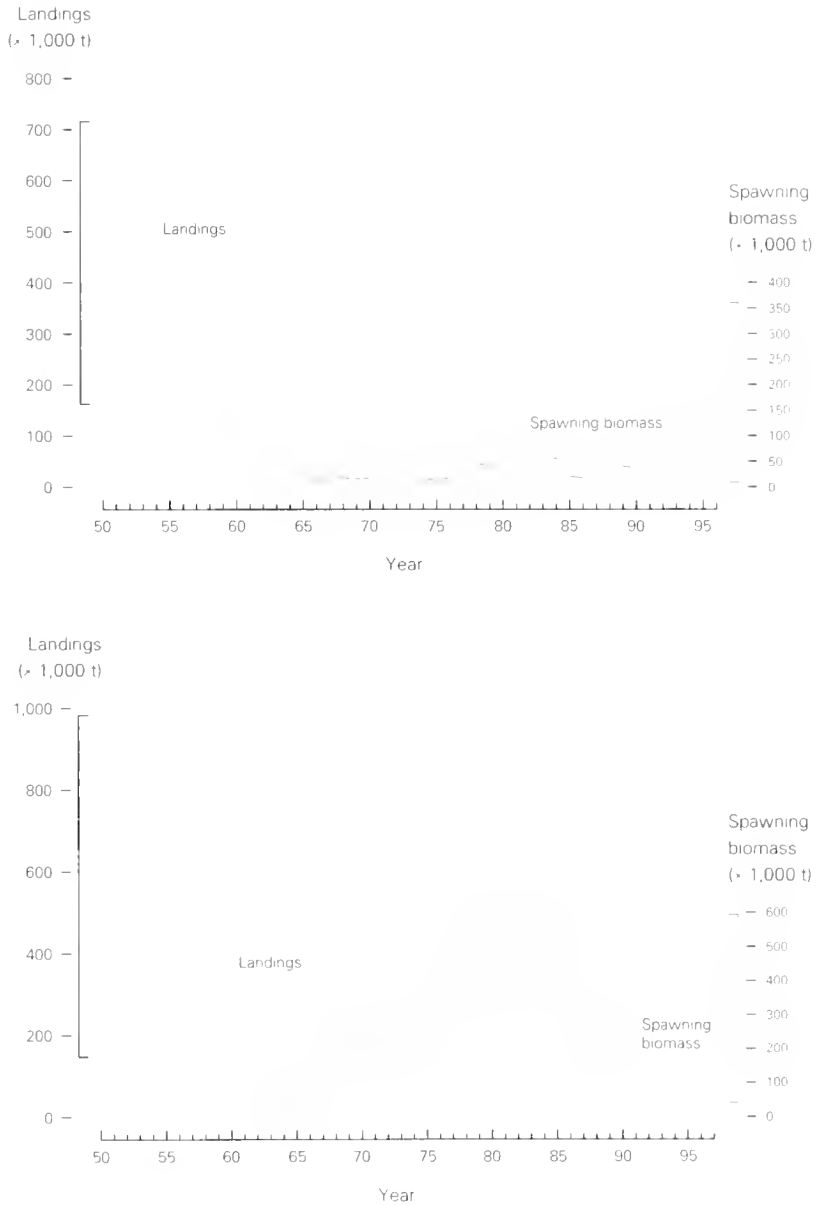 Landings
(× 1,000 t)
800
700
600
500
400
300
200
100
0
Landings
Spawning
biomass
(× 1,000 t)
400
350
300
250
200
150
100
50
0
Spawning biomass
50 55 60 65 70 75 80 85 90 95
Year
Landings
(× 1,000 t)
1,000
800
600
400
200
0
Landings
Spawning
biomass
(× 1,000 t)
600
500
400
300
200
100
0
Spawning
biomass
50 55 60 65 70 75 80 85 90 95
Year